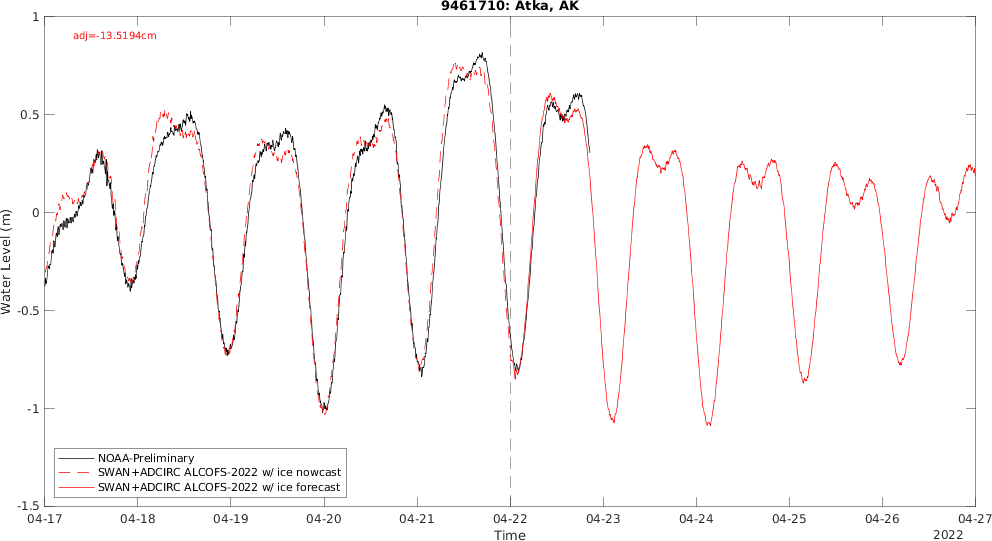 9461710: Atka, AK
adj=-13.5194cm
1
0.5
0
-0.5
-1
-1.5
Water Level (m)
NOAA-Preliminary
SWAN+ADCIRC ALCOFS-2022 w/ ice nowcast
SWAN+ADCIRC ALCOFS-2022 w/ ice forecast
04-17 04-18 04-19 04-20 04-21 04-22 04-23 04-24 04-25 04-26 04-27
Time
2022